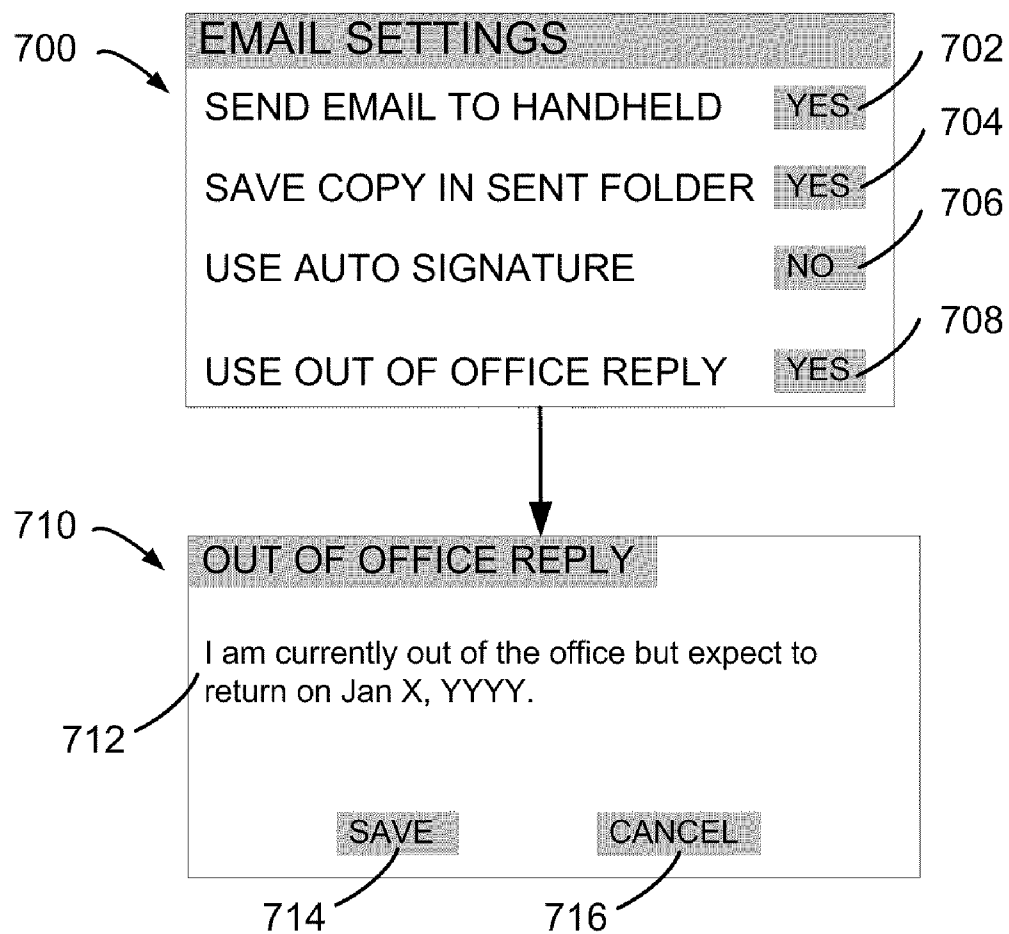 700
EMAIL SETTINGS
702
SEND EMAIL TO HANDHELD YES
704
SAVE COPY IN SENT FOLDER YES
706
USE AUTO SIGNATURE NO
708
USE OUT OF OFFICE REPLY YES
710
OUT OF OFFICE REPLY
I am currently out of the office but expect to
return on Jan X, YYYY.
712
SAVE CANCEL
714 716